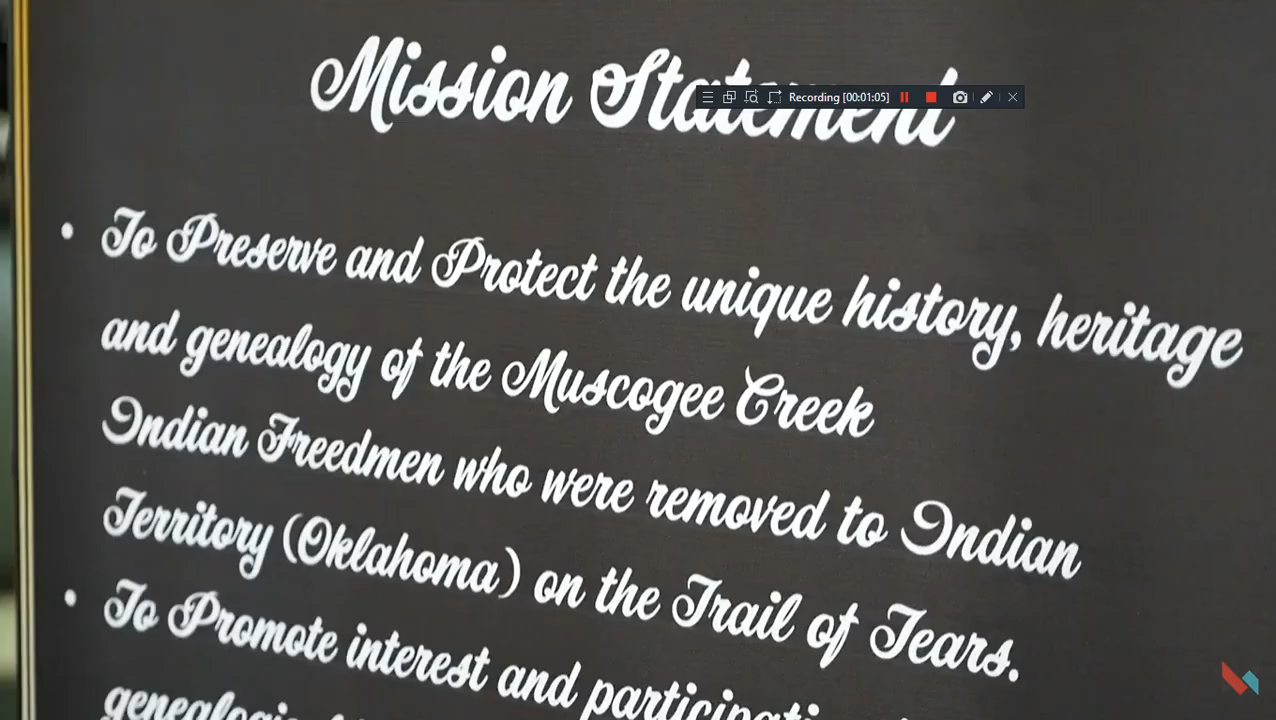 Mission Statement
Recording [00:01:05]
• To Preserve and Protect the unique history, heritage
and genealogy of the Muscogee Creek
Indian Freedmen who were removed to Indian
Territory (Oklahoma) on the Trail of Tears.
• To Promote interest and